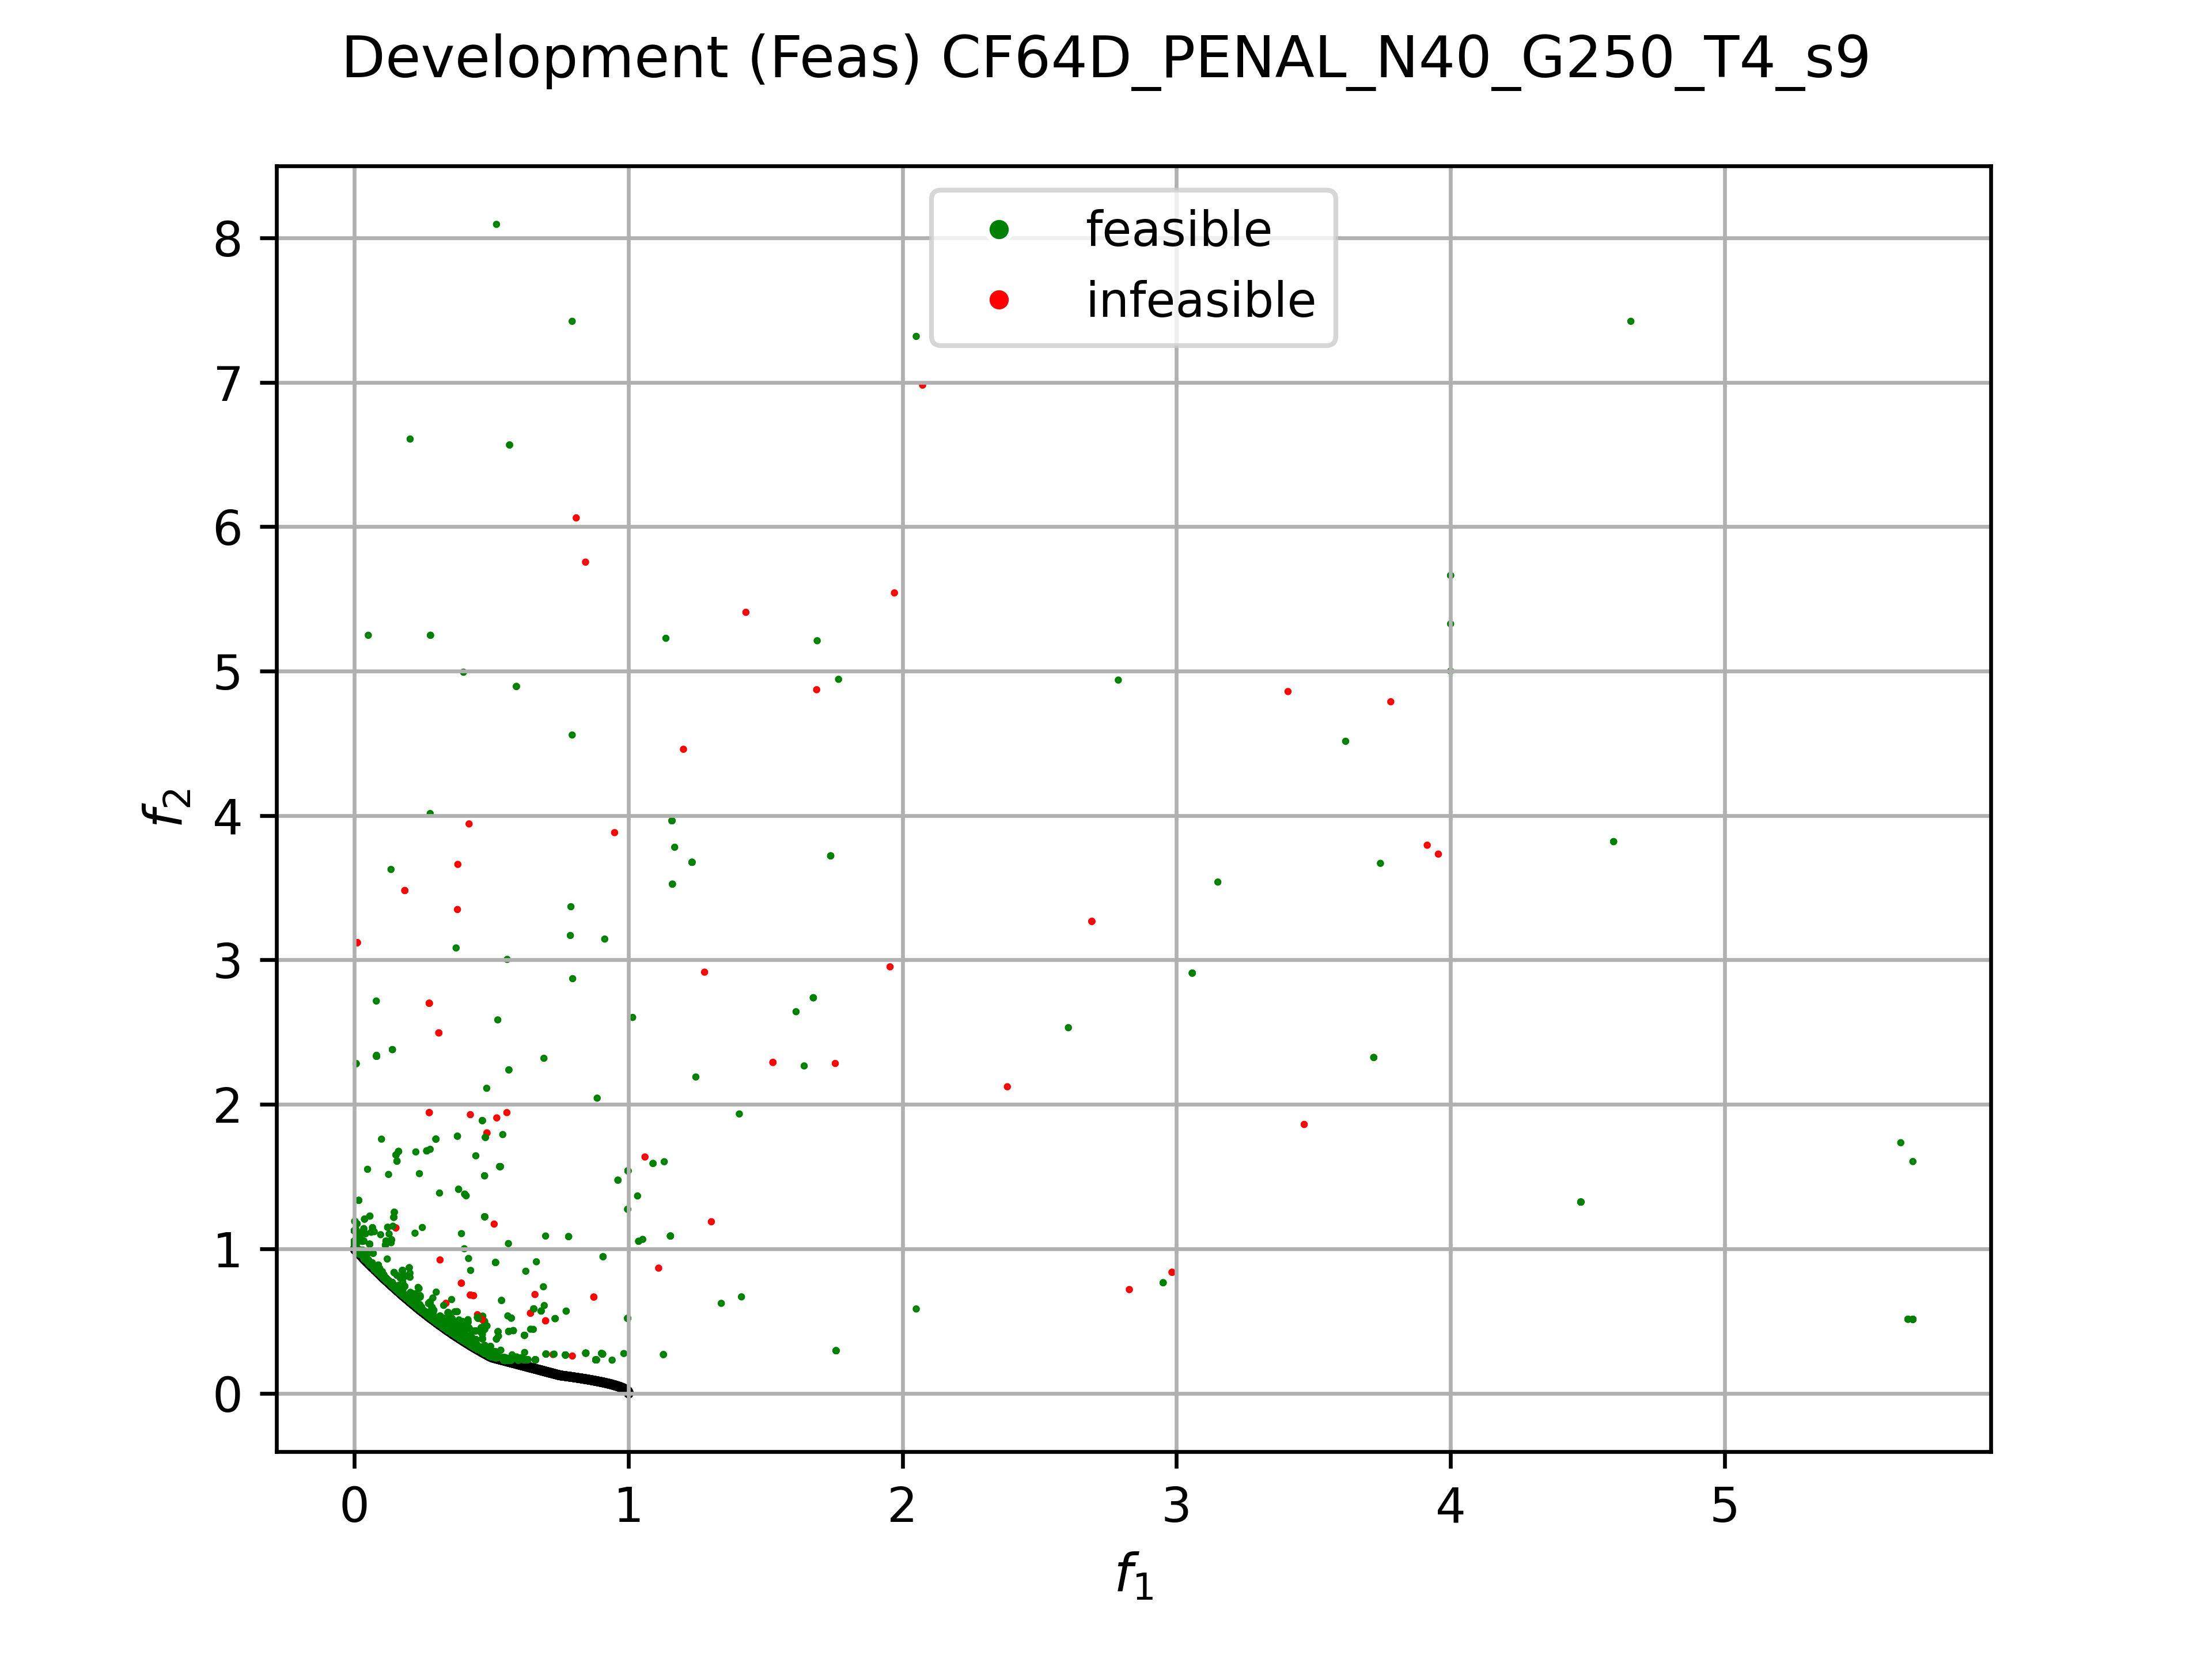 Development (Feas) CF64D_PENAL_N40_G250_T4_s9
feasible
infeasible
8
7
6
5
4
3
2
1
0
f2
0 1 2 3 4 5
f1